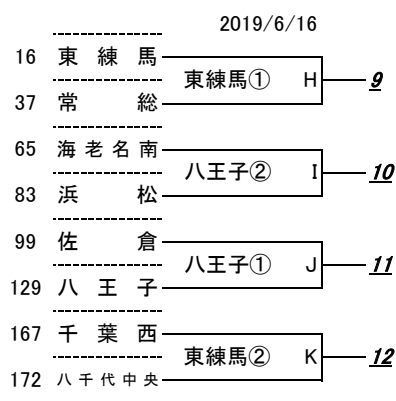 2019/6/16
16 東練馬
東練馬① H 9
37 常総
65 海老名南
八王子② I 10
83 浜松
99 佐倉
八王子① J 11
129 八王子
167 千葉西
東練馬② K 12
172 八千代中央